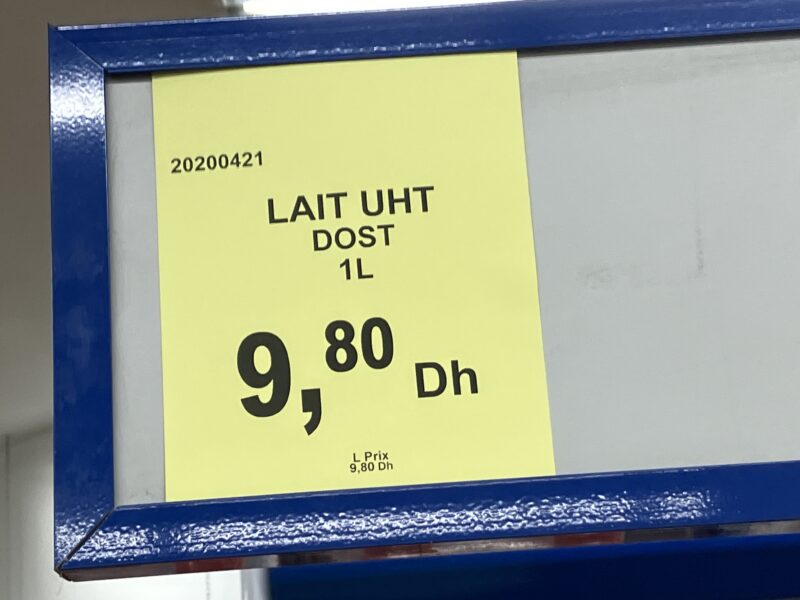 20200421
LAIT UHT
DOST
1L
9,80 Dh
L Prix
9,80 Dh